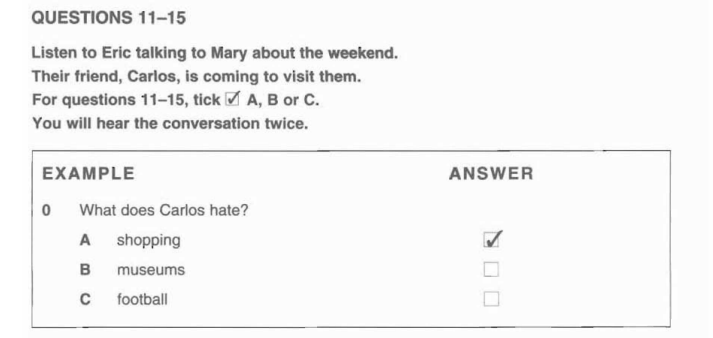 QUESTIONS 11–15
Listen to Eric talking to Mary about the weekend.
Their friend, Carlos, is coming to visit them.
For questions 11–15, tick ☑ A, B or C.
You will hear the conversation twice.
EXAMPLE ANSWER
0 What does Carlos hate?
A shopping ☑
B museums ☐
C football ☐